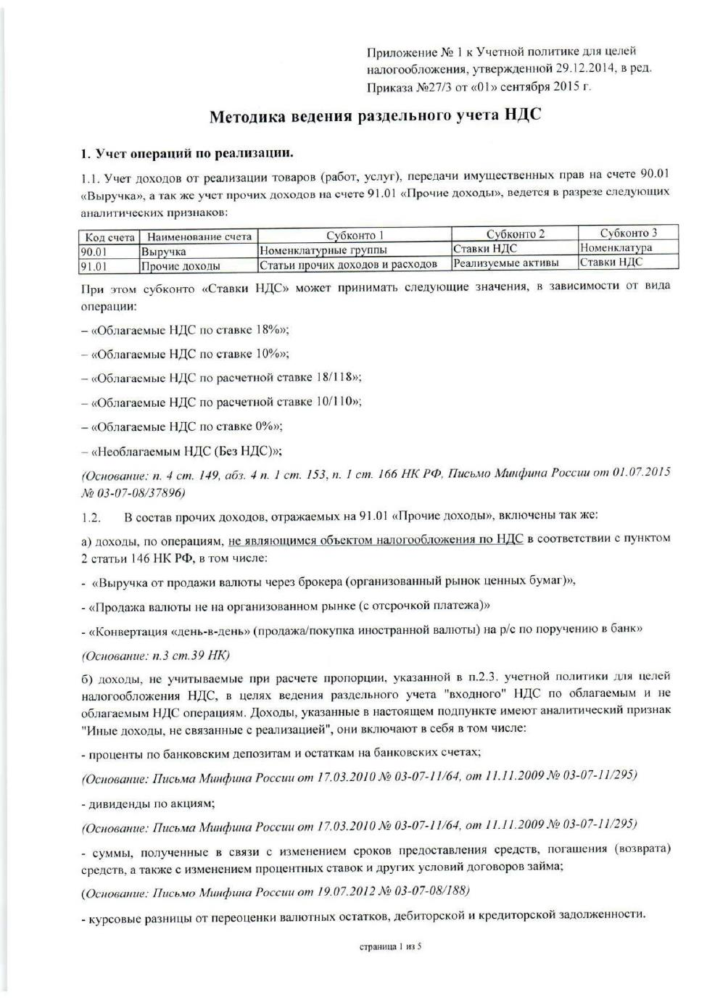 Приложение № 1 к Учетной политике для целей
налогообложения, утвержденной 29.12.2014, в ред.
Приказа №27/3 от «01» сентября 2015 г.
Методика ведения раздельного учета НДС
1. Учет операций по реализации.
1.1. Учет доходов от реализации товаров (работ, услуг), передачи имущественных прав на счете 90.01
«Выручка», а так же учет прочих доходов на счете 91.01 «Прочие доходы», ведется в разрезе следующих
аналитических признаков:
Код счета Наименование счета Субконто 1 Субконто 2 Субконто 3
90.01 Выручка Номенклатурные группы Ставки НДС Номенклатура
91.01 Прочие доходы Статьи прочих доходов и расходов Реализуемые активы Ставки НДС
При этом субконто «Ставки НДС» может принимать следующие значения, в зависимости от вида
операции:
– «Облагаемые НДС по ставке 18%»;
– «Облагаемые НДС по ставке 10%»;
– «Облагаемые НДС по расчетной ставке 18/118»;
– «Облагаемые НДС по расчетной ставке 10/110»;
– «Облагаемые НДС по ставке 0%»;
– «Необлагаемым НДС (Без НДС)»;
(Основание: п. 4 ст. 149, абз. 4 п. 1 ст. 153, п. 1 ст. 166 НК РФ, Письмо Минфина России от 01.07.2015
№ 03-07-08/37896)
1.2. В состав прочих доходов, отражаемых на 91.01 «Прочие доходы», включены так же:
а) доходы, по операциям, не являющимся объектом налогообложения по НДС в соответствии с пунктом
2 статьи 146 НК РФ, в том числе:
- «Выручка от продажи валюты через брокера (организованный рынок ценных бумаг)»,
- «Продажа валюты не на организованном рынке (с отсрочкой платежа)»
- «Конвертация «день-в-день» (продажа/покупка иностранной валюты) на р/с по поручению в банк»
(Основание: п.3 ст.39 НК)
б) доходы, не учитываемые при расчете пропорции, указанной в п.2.3. учетной политики для целей
налогообложения НДС, в целях ведения раздельного учета "входного" НДС по облагаемым и не
облагаемым НДС операциям. Доходы, указанные в настоящем подпункте имеют аналитический признак
"Иные доходы, не связанные с реализацией", они включают в себя в том числе:
- проценты по банковским депозитам и остаткам на банковских счетах;
(Основание: Письма Минфина России от 17.03.2010 № 03-07-11/64, от 11.11.2009 № 03-07-11/295)
- дивиденды по акциям;
(Основание: Письма Минфина России от 17.03.2010 № 03-07-11/64, от 11.11.2009 № 03-07-11/295)
- суммы, полученные в связи с изменением сроков предоставления средств, погашения (возврата)
средств, а также с изменением процентных ставок и других условий договоров займа;
(Основание: Письмо Минфина России от 19.07.2012 № 03-07-08/188)
- курсовые разницы от переоценки валютных остатков, дебиторской и кредиторской задолженности.
страница 1 из 5